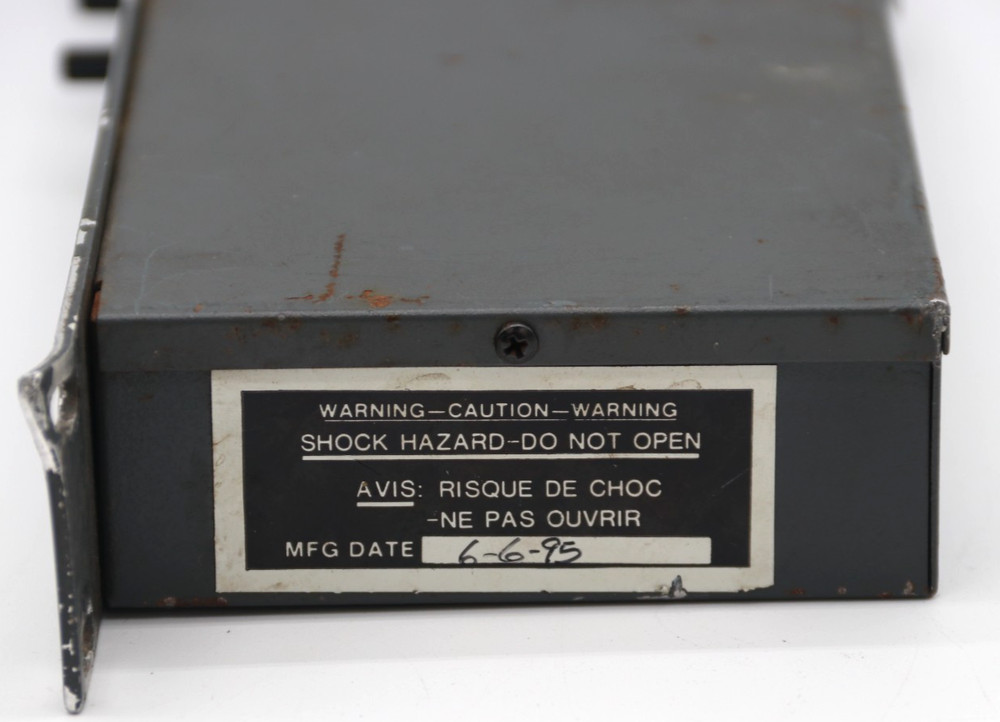 WARNING—CAUTION—WARNING
SHOCK HAZARD-DO NOT OPEN
AVIS: RISQUE DE CHOC
-NE PAS OUVRIR
MFG DATE 6-6-95